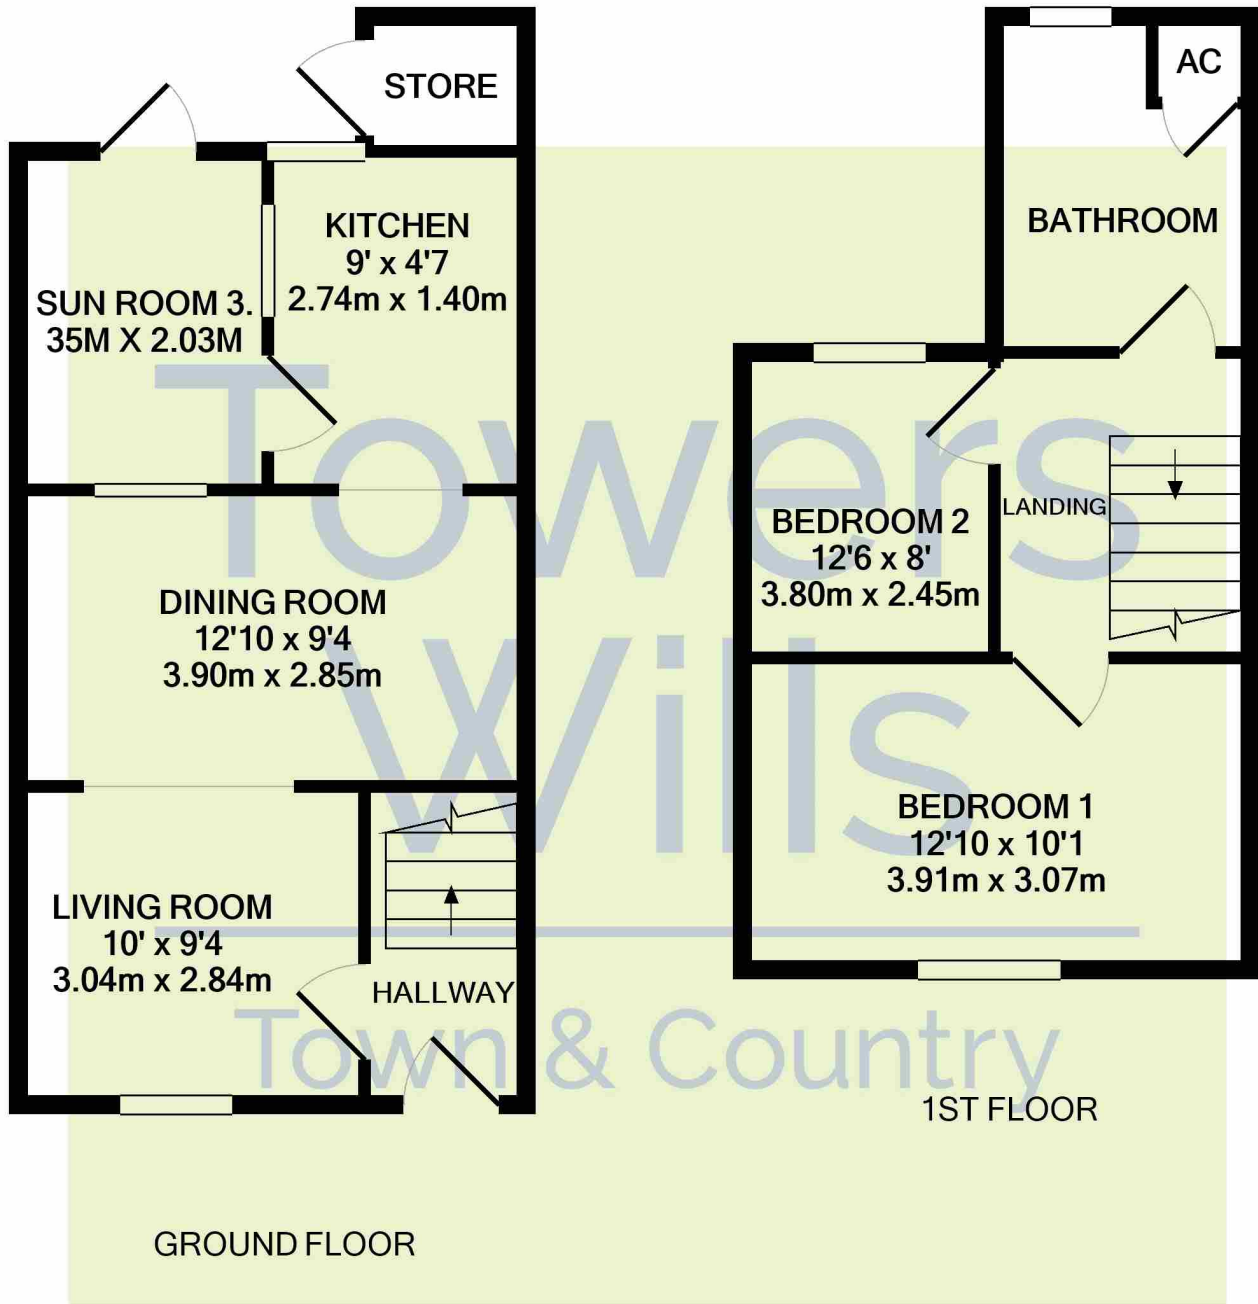 STORE
KITCHEN
9' x 4'7
2.74m x 1.40m
SUN ROOM 3.
35M X 2.03M
DINING ROOM
12'10 x 9'4
3.90m x 2.85m
LIVING ROOM
10' x 9'4
3.04m x 2.84m
HALLWAY
GROUND FLOOR
AC
BATHROOM
BEDROOM 2
12'6 x 8'
3.80m x 2.45m
LANDING
BEDROOM 1
12'10 x 10'1
3.91m x 3.07m
1ST FLOOR
Towers
Wills
Town & Country